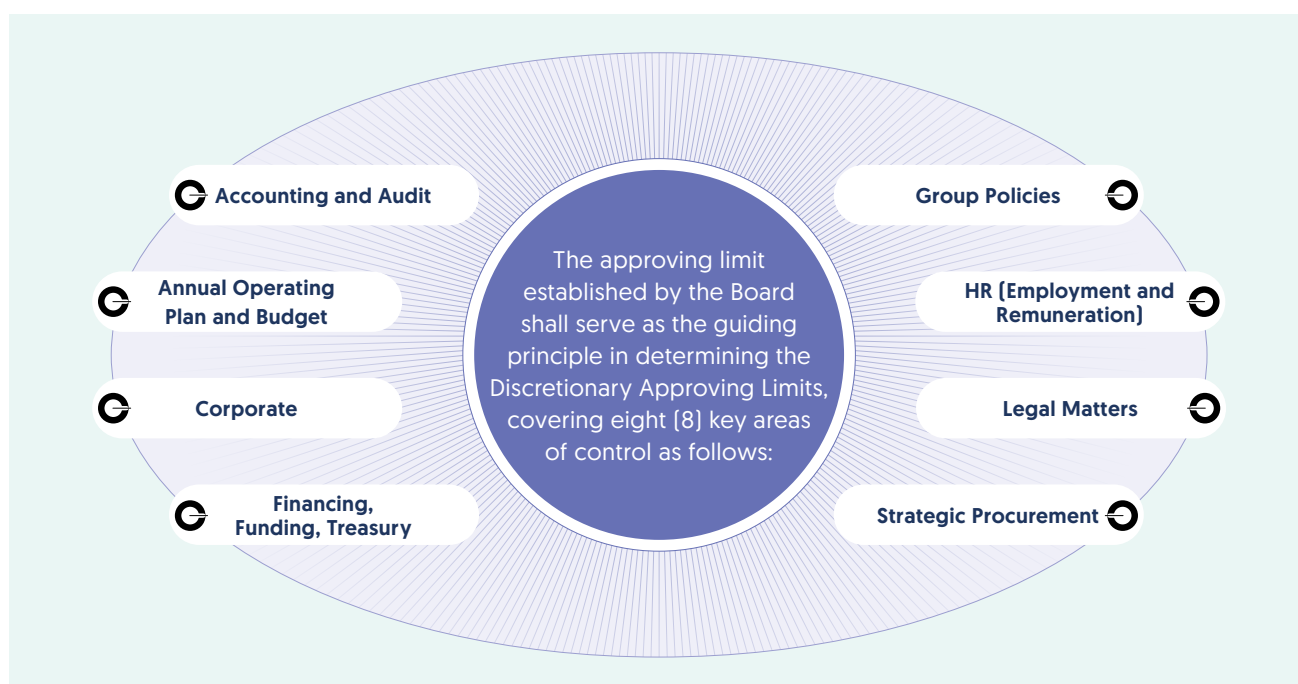 Accounting and Audit
Annual Operating
Plan and Budget
Corporate
Financing,
Funding, Treasury
The approving limit
established by the Board
shall serve as the guiding
principle in determining the
Discretionary Approving Limits,
covering eight (8) key areas
of control as follows:
Group Policies
HR (Employment and
Remuneration)
Legal Matters
Strategic Procurement